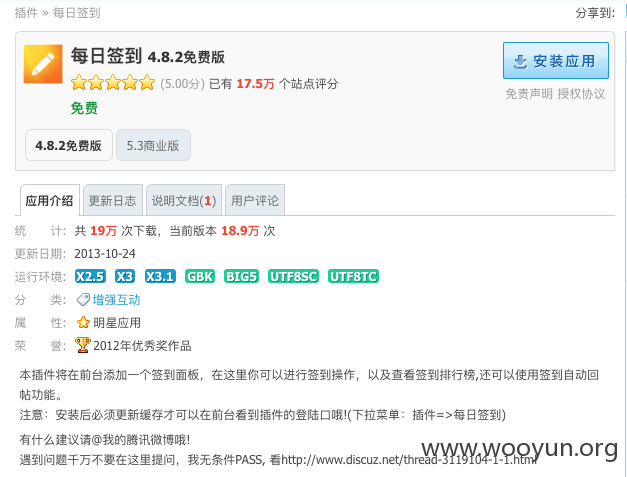 插件 » 每日签到
分享到:
每日签到 4.8.2免费版
安装应用
(5.00分) 已有 17.5万 个站点评分
免责声明 授权协议
免费
4.8.2免费版 5.3商业版
应用介绍 更新日志 说明文档(1) 用户评论
统 计: 共 19万 次下载，当前版本 18.9万 次
更新日期: 2013-10-24
运行环境: X2.5 X3 X3.1 GBK BIG5 UTF8SC UTF8TC
分 类: 增强互动
属 性: 明星应用
荣 誉: 2012年优秀奖作品
本插件将在前台添加一个签到面板，在这里你可以进行签到操作，以及查看签到排行榜,还可以使用签到自动回
帖功能。
注意：安装后必须更新缓存才可以在前台看到插件的登陆口哦!(下拉菜单：插件=>每日签到)
有什么建议请@我的腾讯微博哦!
遇到问题千万不要在这里提问，我无条件PASS, 看http://www.discuz.net/thread-3119104-1-1.html
www.wooyun.org